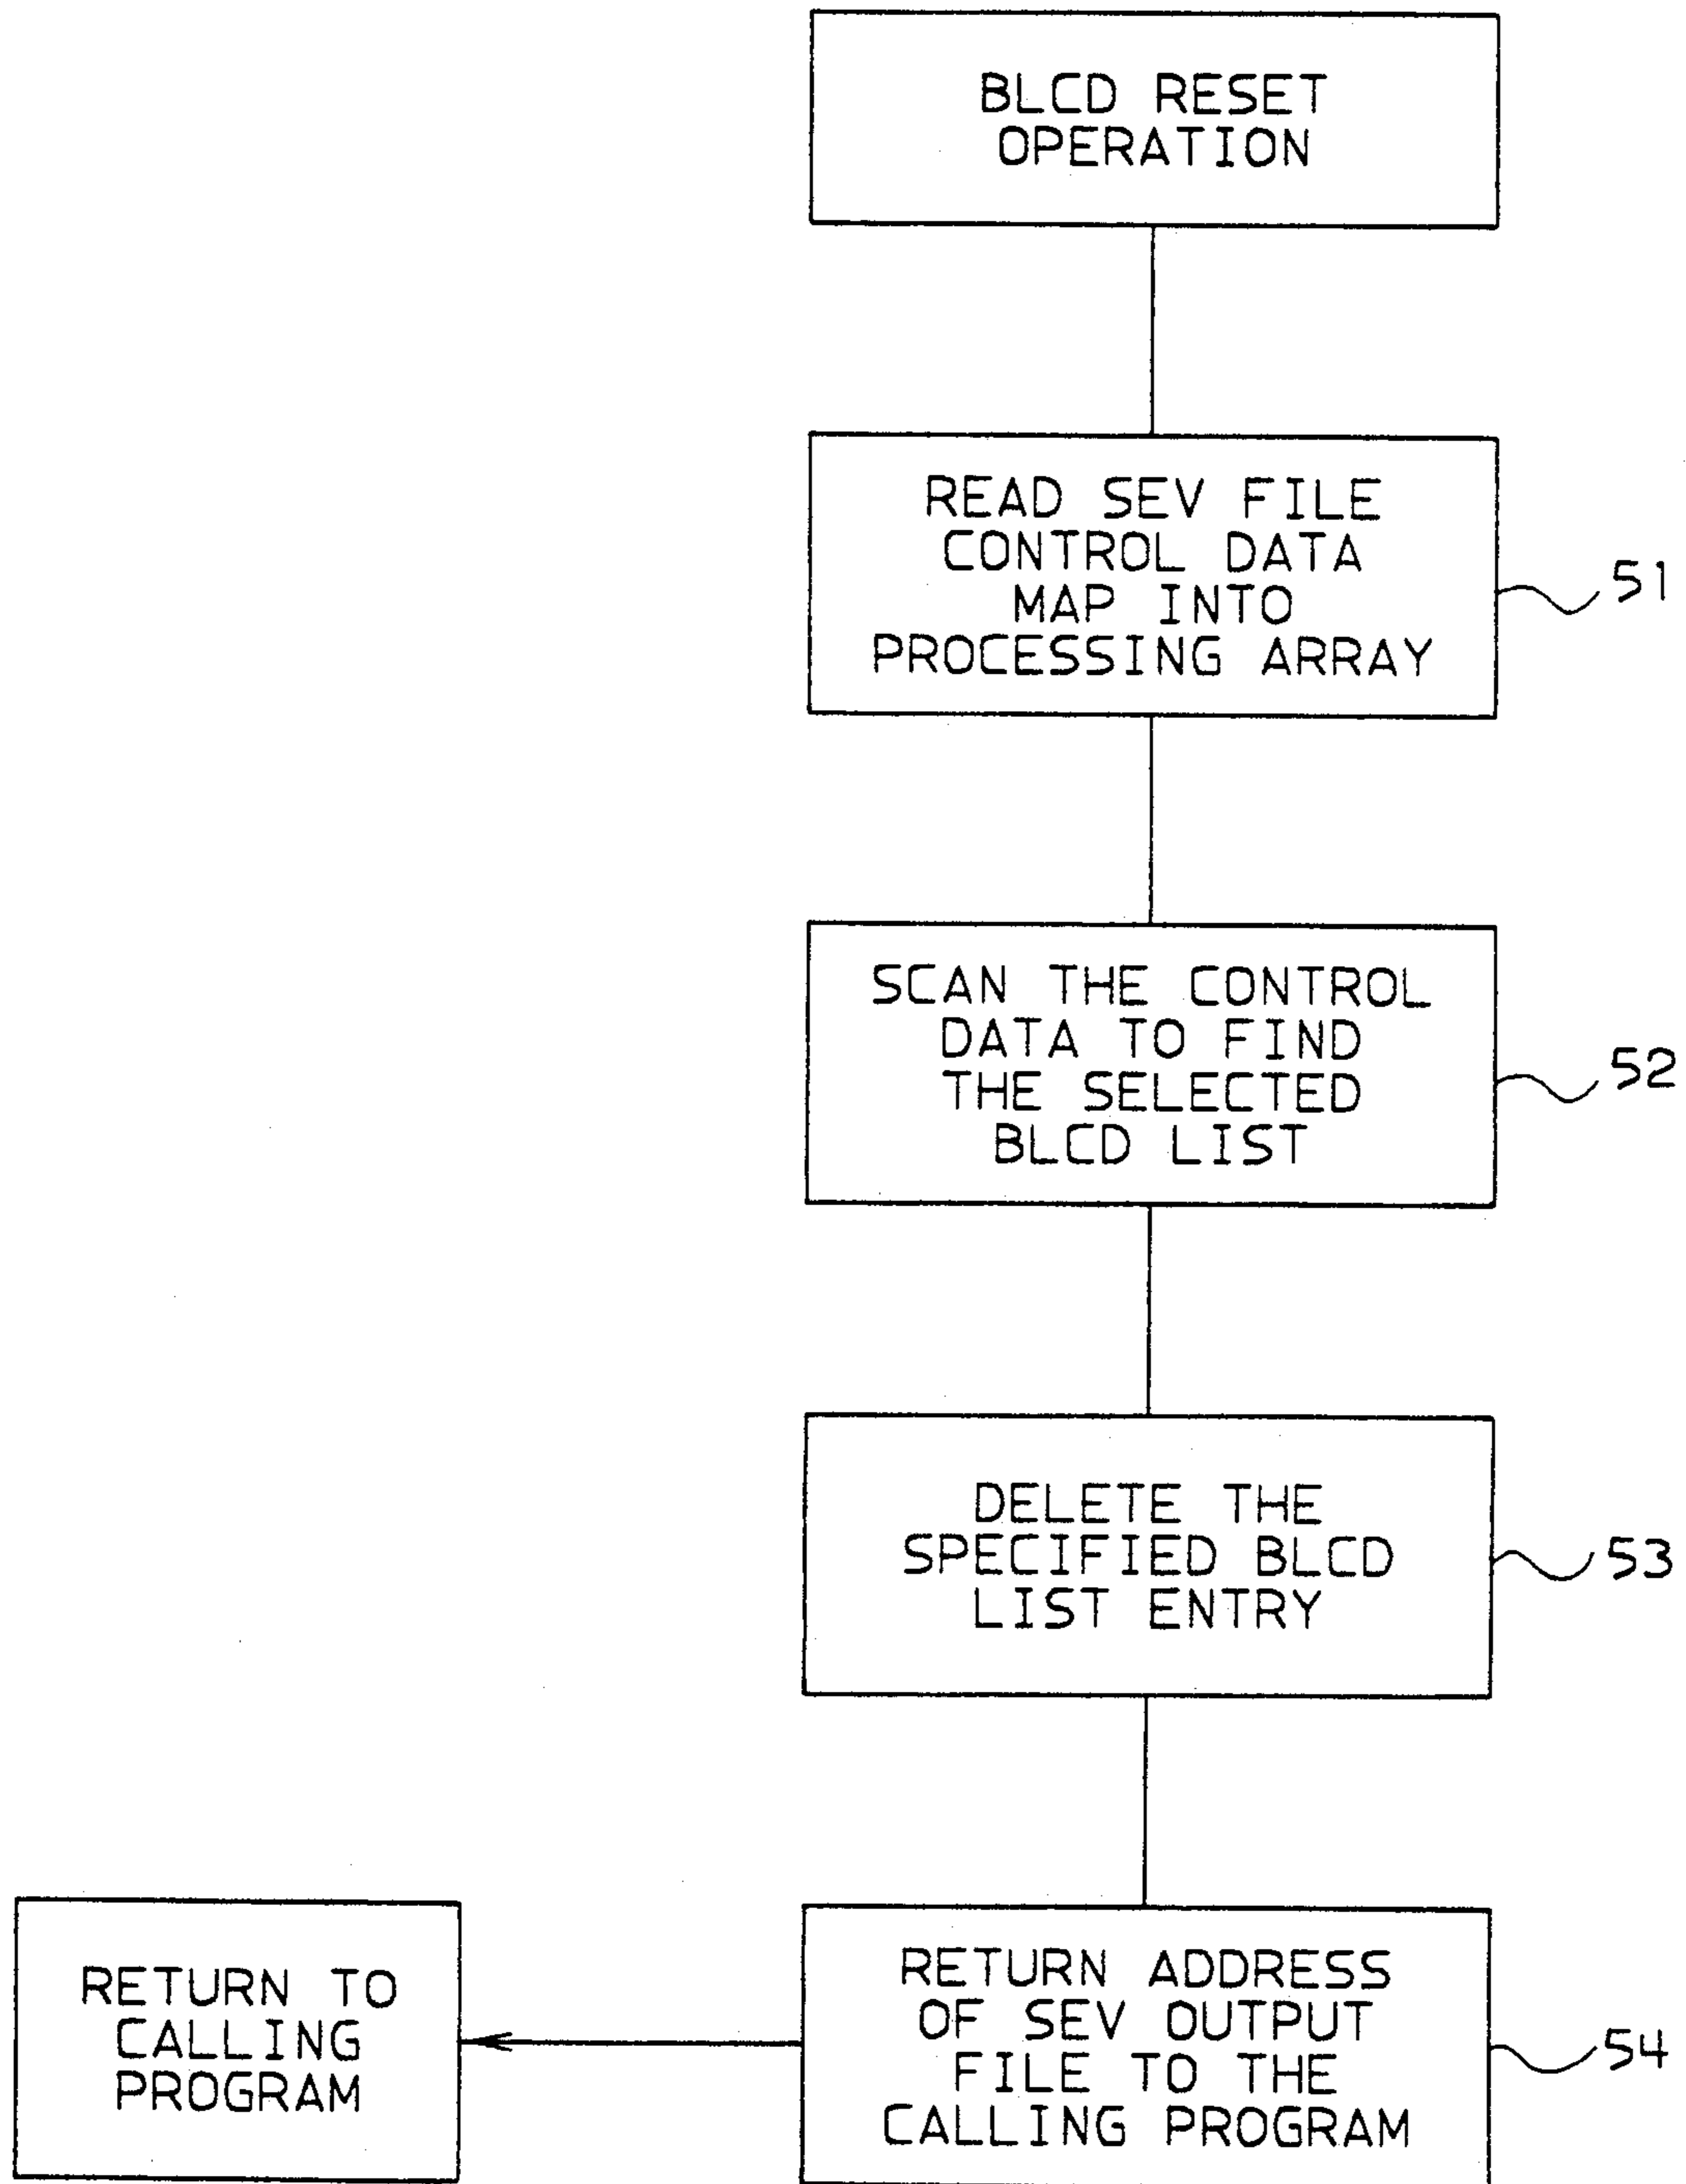 BLCD RESET
OPERATION
READ SEV FILE
CONTROL DATA
MAP INTO
PROCESSING ARRAY
51
SCAN THE CONTROL
DATA TO FIND
THE SELECTED
BLCD LIST
52
DELETE THE
SPECIFIED BLCD
LIST ENTRY
53
RETURN ADDRESS
OF SEV OUTPUT
FILE TO THE
CALLING PROGRAM
54
RETURN TO
CALLING
PROGRAM